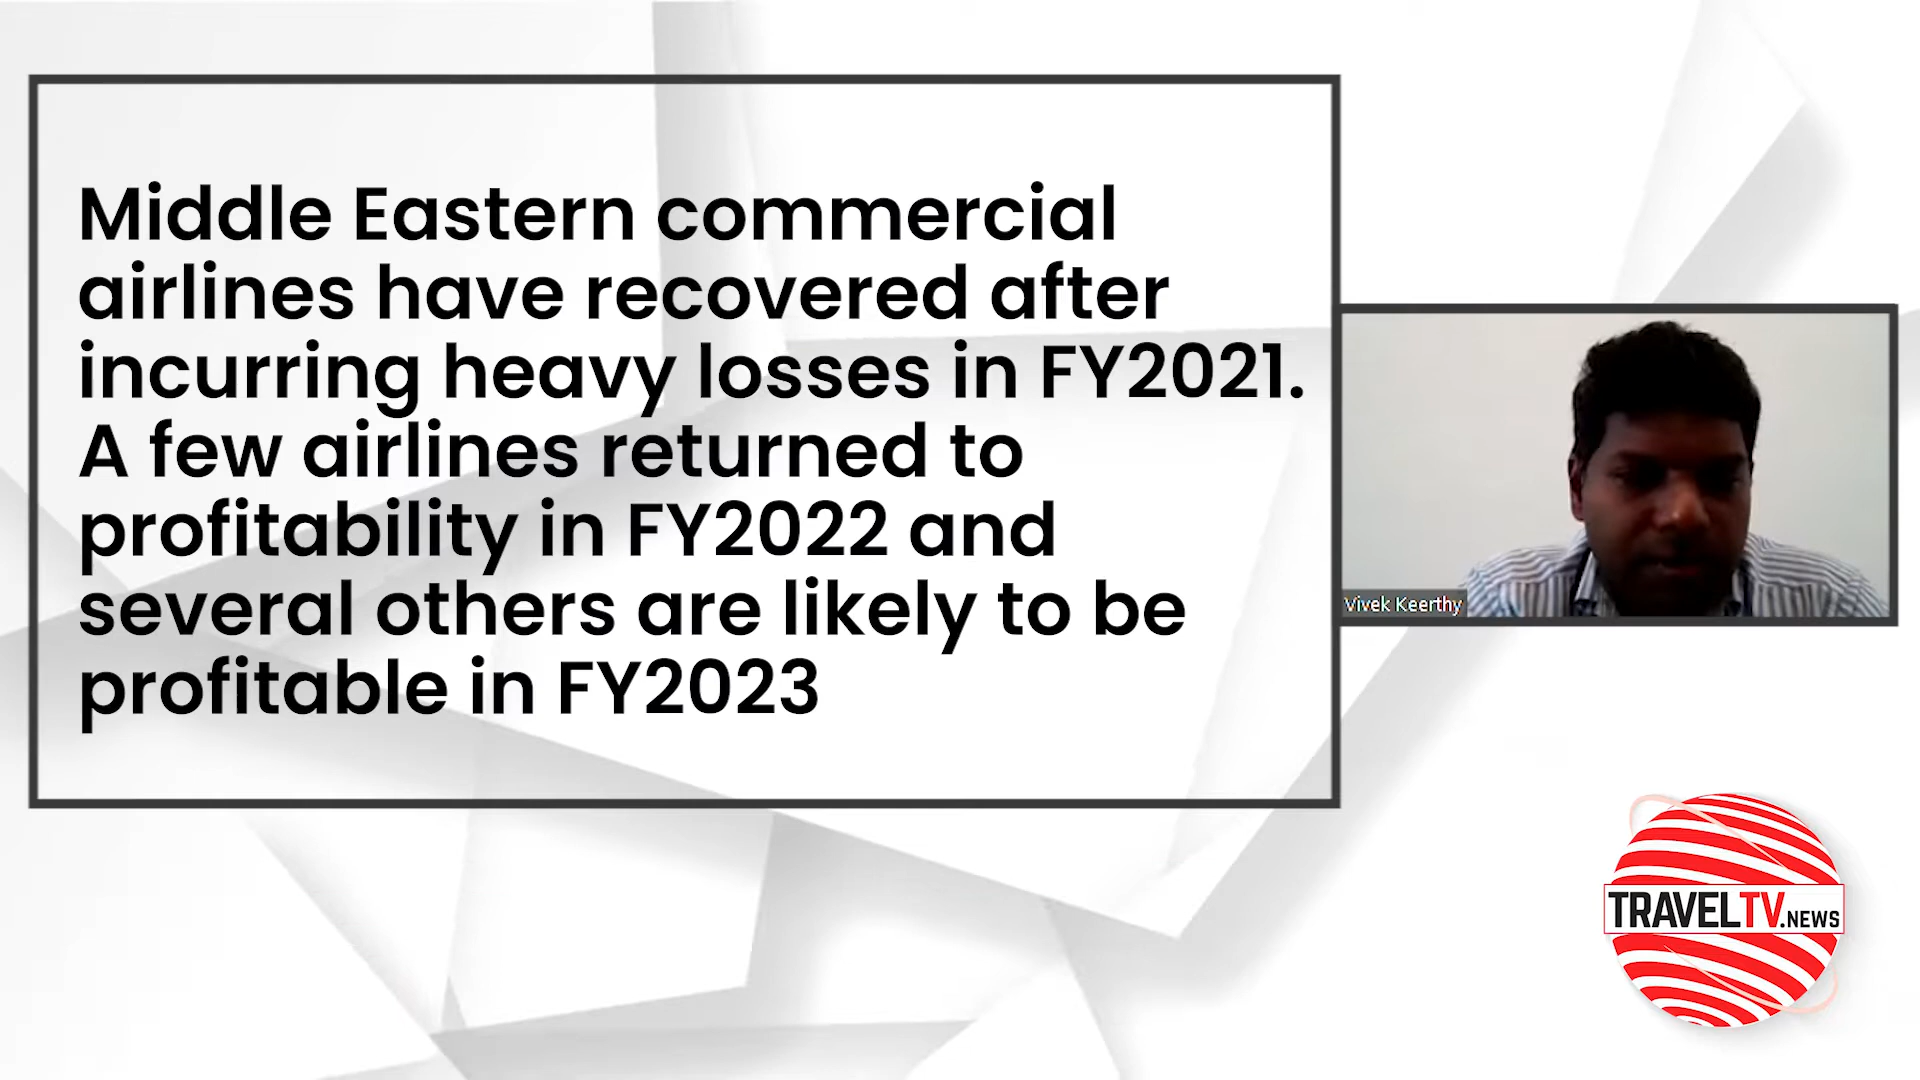 Middle Eastern commercial
airlines have recovered after
incurring heavy losses in FY2021.
A few airlines returned to
profitability in FY2022 and
several others are likely to be
profitable in FY2023
Vivek Keerthy
TRAVELTV.NEWS